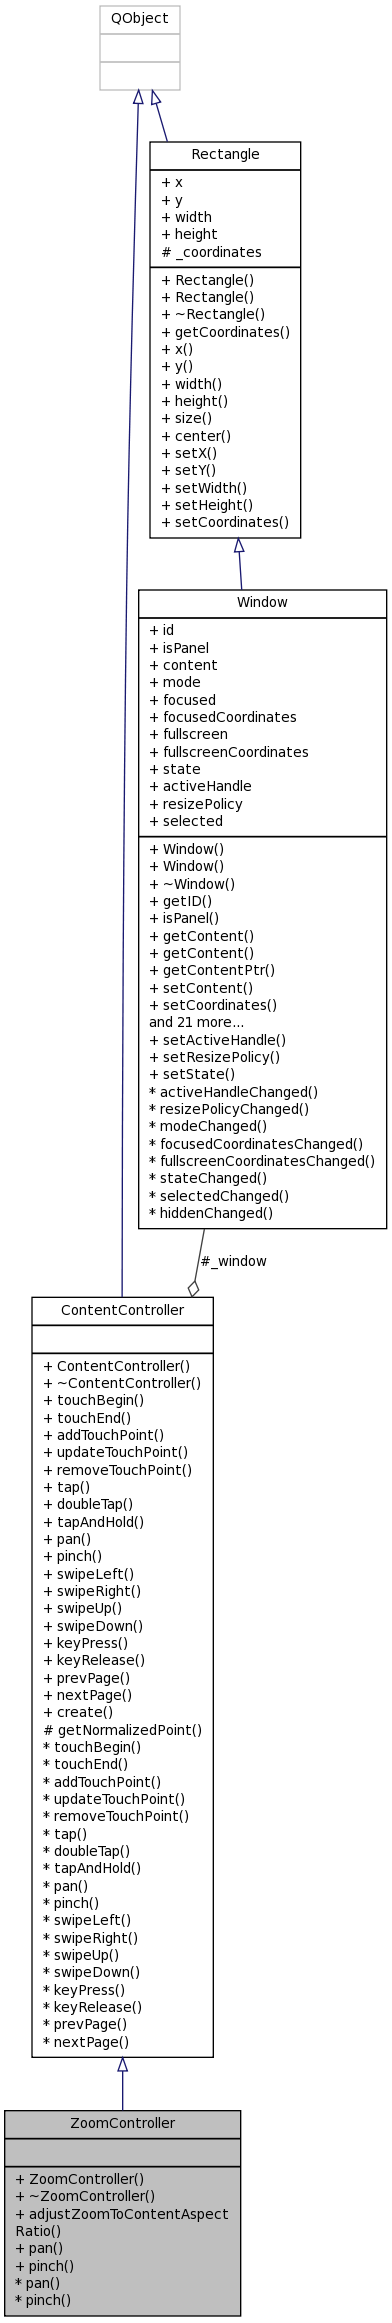 QObject
Rectangle
+ x
+ y
+ width
+ height
# _coordinates
+ Rectangle()
+ Rectangle()
+ ~Rectangle()
+ getCoordinates()
+ x()
+ y()
+ width()
+ height()
+ size()
+ center()
+ setX()
+ setY()
+ setWidth()
+ setHeight()
+ setCoordinates()
Window
+ id
+ isPanel
+ content
+ mode
+ focused
+ focusedCoordinates
+ fullscreen
+ fullscreenCoordinates
+ state
+ activeHandle
+ resizePolicy
+ selected
+ Window()
+ Window()
+ ~Window()
+ getID()
+ isPanel()
+ getContent()
+ getContent()
+ getContentPtr()
+ setContent()
+ setCoordinates()
and 21 more...
+ setActiveHandle()
+ setResizePolicy()
+ setState()
* activeHandleChanged()
* resizePolicyChanged()
* modeChanged()
* focusedCoordinatesChanged()
* fullscreenCoordinatesChanged()
* stateChanged()
* selectedChanged()
* hiddenChanged()
#_window
ContentController
+ ContentController()
+ ~ContentController()
+ touchBegin()
+ touchEnd()
+ addTouchPoint()
+ updateTouchPoint()
+ removeTouchPoint()
+ tap()
+ doubleTap()
+ tapAndHold()
+ pan()
+ pinch()
+ swipeLeft()
+ swipeRight()
+ swipeUp()
+ swipeDown()
+ keyPress()
+ keyRelease()
+ prevPage()
+ nextPage()
+ create()
# getNormalizedPoint()
* touchBegin()
* touchEnd()
* addTouchPoint()
* updateTouchPoint()
* removeTouchPoint()
* tap()
* doubleTap()
* tapAndHold()
* pan()
* pinch()
* swipeLeft()
* swipeRight()
* swipeUp()
* swipeDown()
* keyPress()
* keyRelease()
* prevPage()
* nextPage()
ZoomController
+ ZoomController()
+ ~ZoomController()
+ adjustZoomToContentAspect
Ratio()
+ pan()
+ pinch()
* pan()
* pinch()